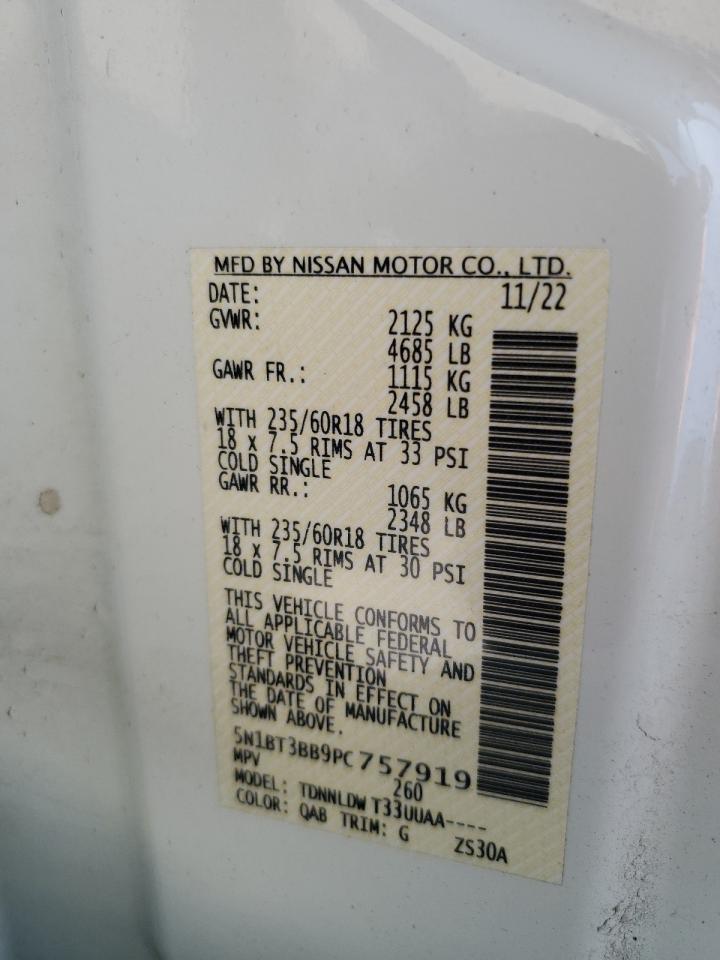 MFD BY NISSAN MOTOR CO., LTD.
DATE: 11/22
GVWR: 2125 KG
4685 LB
GAWR FR.: 1115 KG
2458 LB
WITH 235/60R18 TIRES
18 x 7.5 RIMS AT 33 PSI
COLD SINGLE
GAWR RR.: 1065 KG
2348 LB
WITH 235/60R18 TIRES
18 x 7.5 RIMS AT 30 PSI
COLD SINGLE
THIS VEHICLE CONFORMS TO
ALL APPLICABLE FEDERAL
MOTOR VEHICLE SAFETY AND
THEFT PREVENTION
STANDARDS IN EFFECT ON
THE DATE OF MANUFACTURE
SHOWN ABOVE.
5N1BT3BB9PC757919
MPV 260
MODEL: TDNNLDW T33UUAA----
COLOR: QAB TRIM: G ZS30A